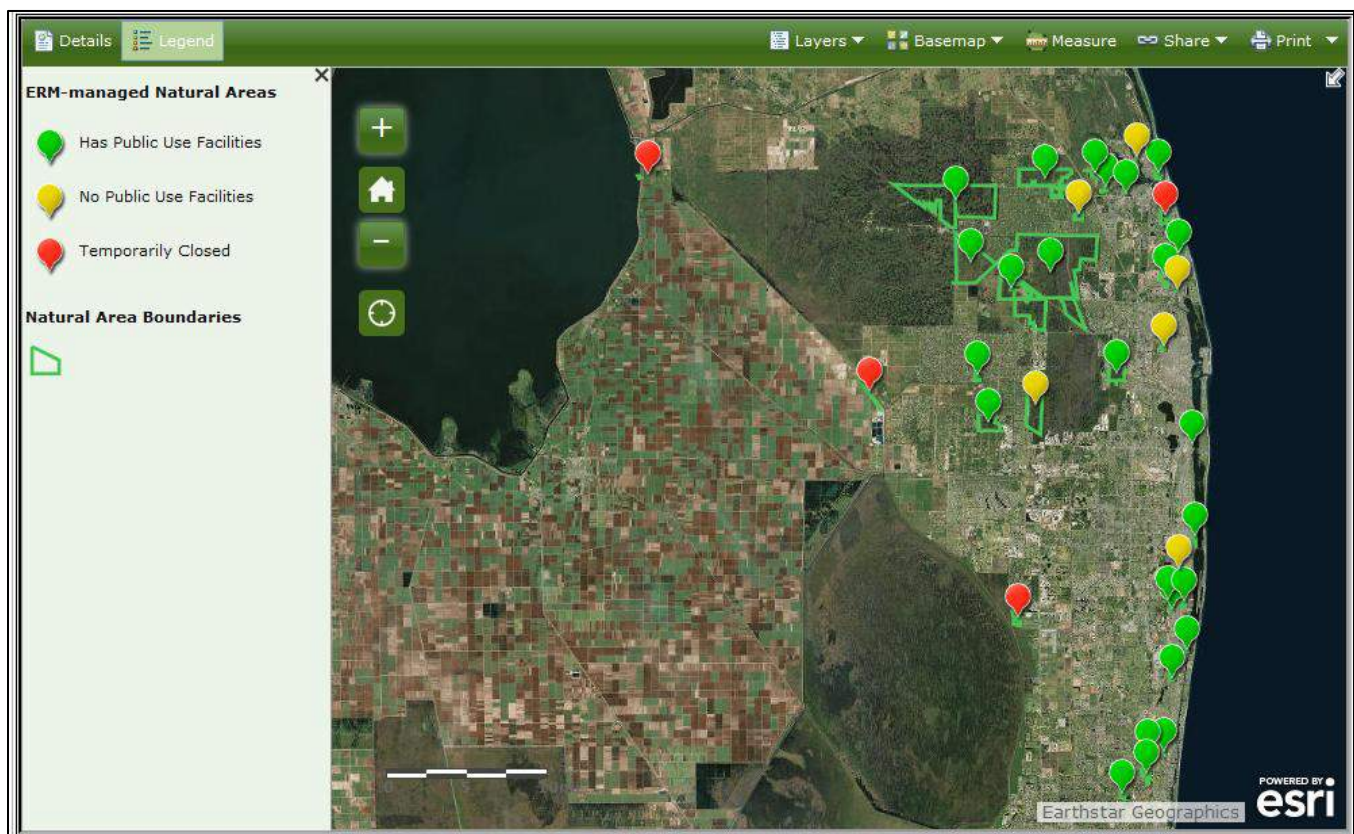 Details Legend Layers Basemap Measure Share Print
ERM-managed Natural Areas
Has Public Use Facilities
No Public Use Facilities
Temporarily Closed
Natural Area Boundaries
POWERED BY
esri
Earthstar Geographics